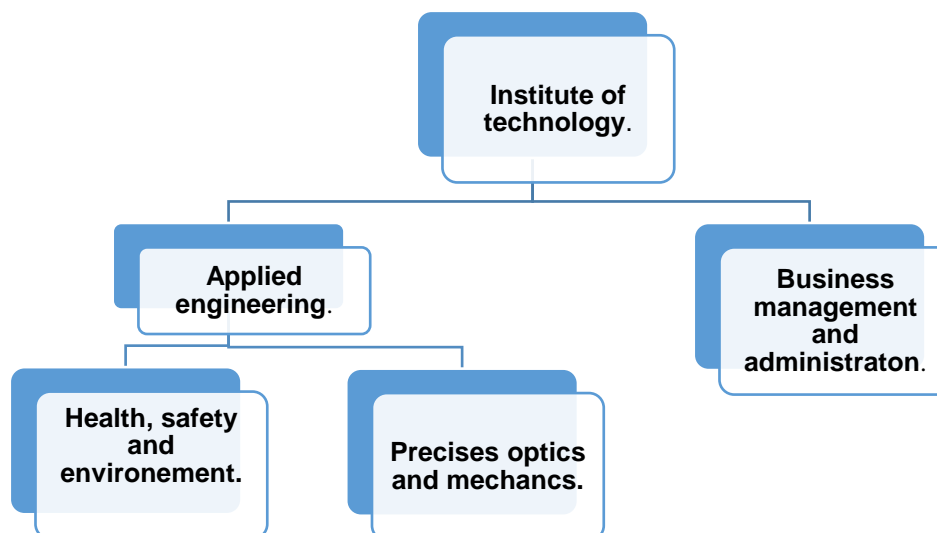 Institute of
technology.
Applied
engineering.
Business
management
and
administraton.
Health, safety
and
environement.
Precises optics
and mechancs.